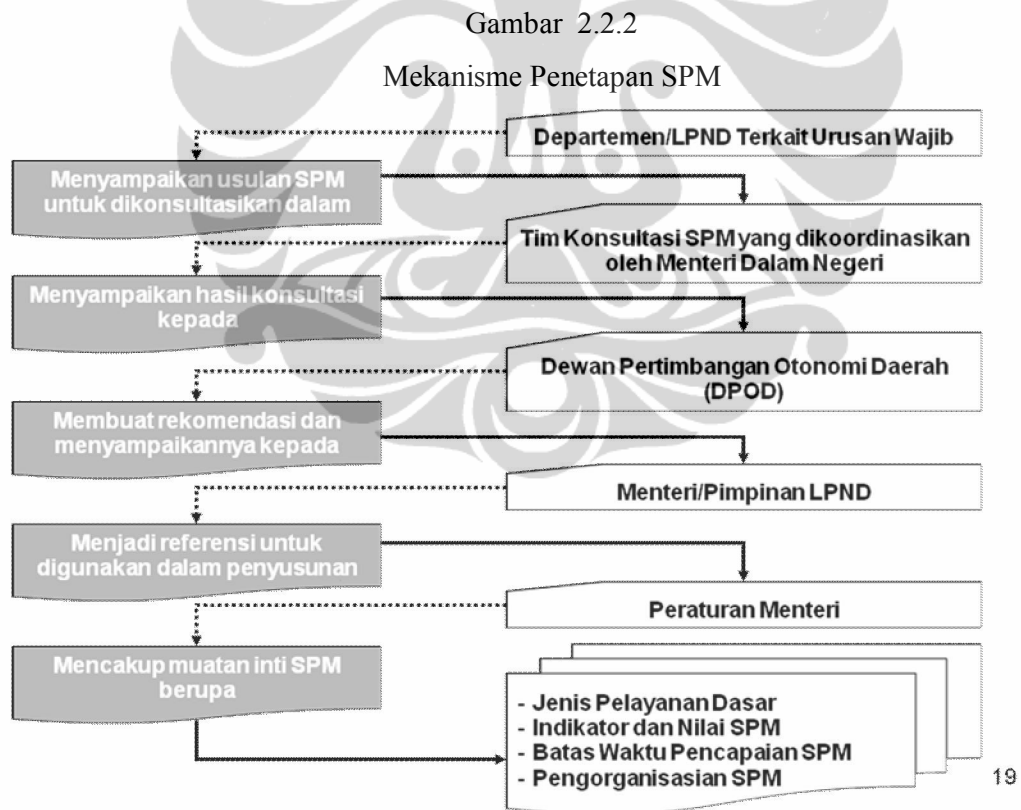 Gambar 2.2.2
Mekanisme Penetapan SPM
Departemen/LPND Terkait Urusan Wajib
Menyampaikan usulan SPM
untuk dikonsultasikan dalam
Tim Konsultasi SPM yang dikoordinasikan
oleh Menteri Dalam Negeri
Menyampaikan hasil konsultasi
kepada
Dewan Pertimbangan Otonomi Daerah
(DPOD)
Membuat rekomendasi dan
menyampaikannya kepada
Menteri/Pimpinan LPND
Menjadi referensi untuk
digunakan dalam penyusunan
Peraturan Menteri
Mencakup muatan inti SPM
berupa
- Jenis Pelayanan Dasar
- Indikator dan Nilai SPM
- Batas Waktu Pencapaian SPM
- Pengorganisasian SPM
19